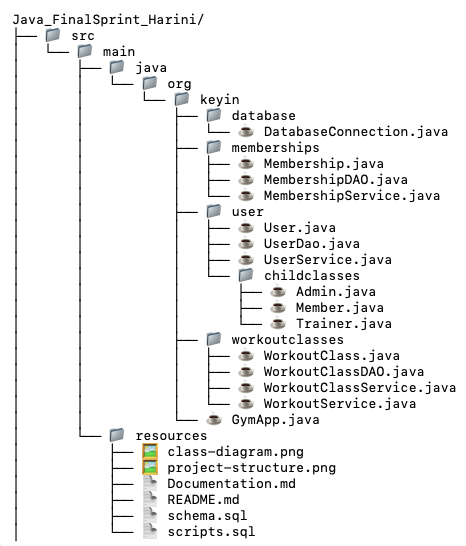 Java_FinalSprint_Harini/
src
main
java
org
keyin
database
DatabaseConnection.java
memberships
Membership.java
MembershipDAO.java
MembershipService.java
user
User.java
UserDao.java
UserService.java
childclasses
Admin.java
Member.java
Trainer.java
workoutclasses
WorkoutClass.java
WorkoutClassDAO.java
WorkoutClassService.java
WorkoutService.java
GymApp.java
resources
class-diagram.png
project-structure.png
Documentation.md
README.md
schema.sql
scripts.sql